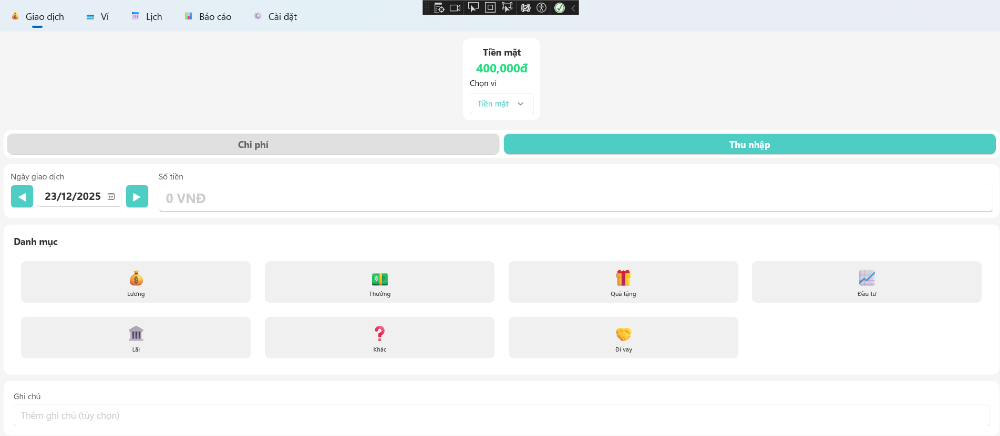 Giao dịch Ví Lịch Báo cáo Cài đặt
Tiền mặt
400,000đ
Chọn ví
Tiền mặt
Chi phí Thu nhập
Ngày giao dịch Số tiền
23/12/2025 0 VNĐ
Danh mục
Lương Thưởng Quà tặng Đầu tư
Lãi Khác Đi vay
Ghi chú
Thêm ghi chú (tùy chọn)